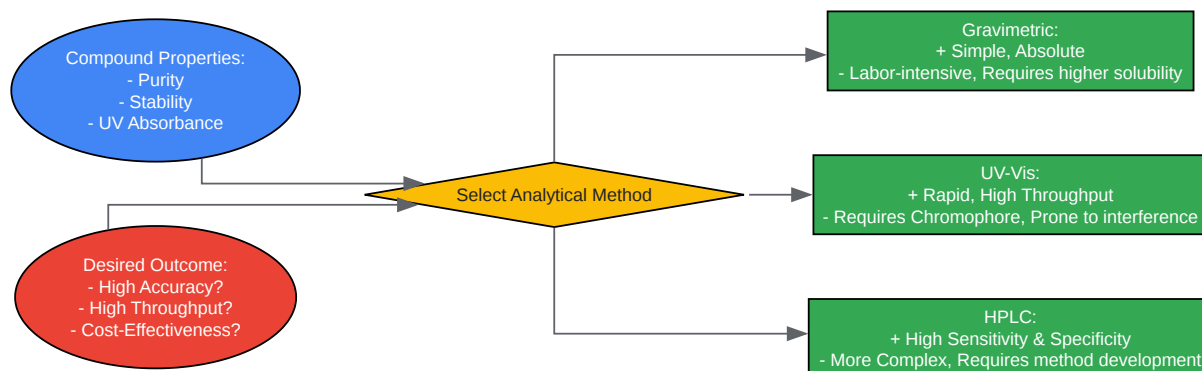 Compound Properties:
- Purity
- Stability
- UV Absorbance
Desired Outcome:
- High Accuracy?
- High Throughput?
- Cost-Effectiveness?
Select Analytical Method
Gravimetric:
+ Simple, Absolute
- Labor-intensive, Requires higher solubility
UV-Vis:
+ Rapid, High Throughput
- Requires Chromophore, Prone to interference
HPLC:
+ High Sensitivity & Specificity
- More Complex, Requires method development